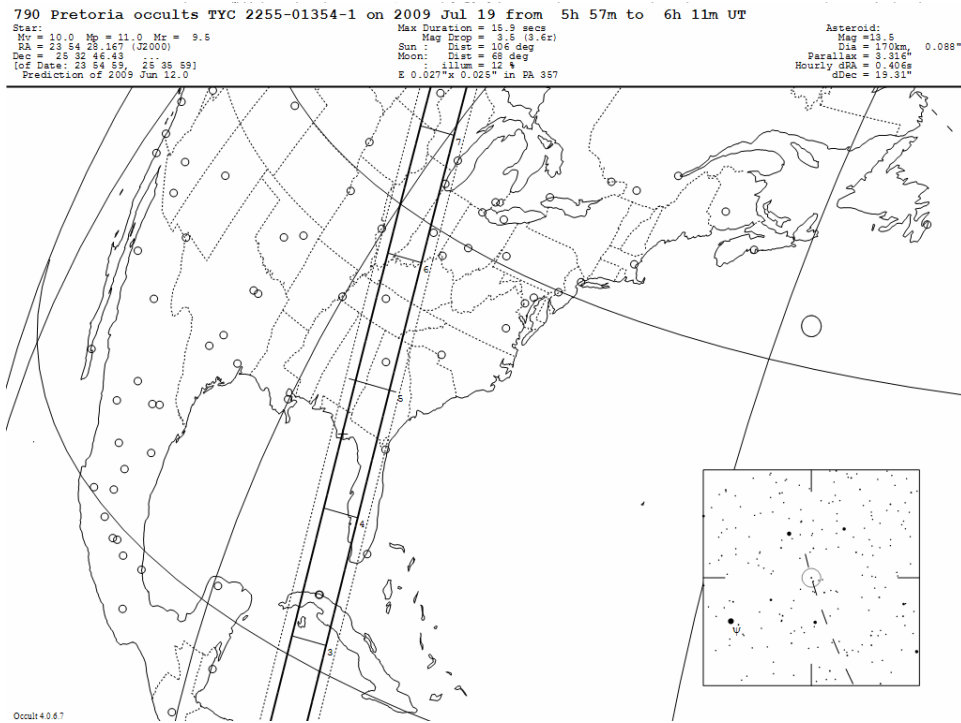 790 Pretoria occults TYC 2255-01354-1 on 2009 Jul 19 from  5h 57m to  6h 11m UT
Star:
Mv = 10.0  Mp = 11.0  Mr =  9.5
RA = 23 54 28.167 (J2000)
Dec = 25 32 46.43   ...
[of Date: 23 54 59,  25 35 59]
Prediction of 2009 Jun 12.0
Max Duration = 15.9 secs
Mag Drop =  3.5 (3.6r)
Sun :   Dist = 106 deg
Moon:   Dist = 68 deg
:  illum = 12 %
E 0.027"x 0.025" in PA 357
Asteroid:
Mag =13.5
Dia = 170km,  0.088"
Parallax = 3.316"
Hourly dRA = 0.406s
dDec = 19.31"
7
6
5
4
3
ψ
Occult 4.0.6.7